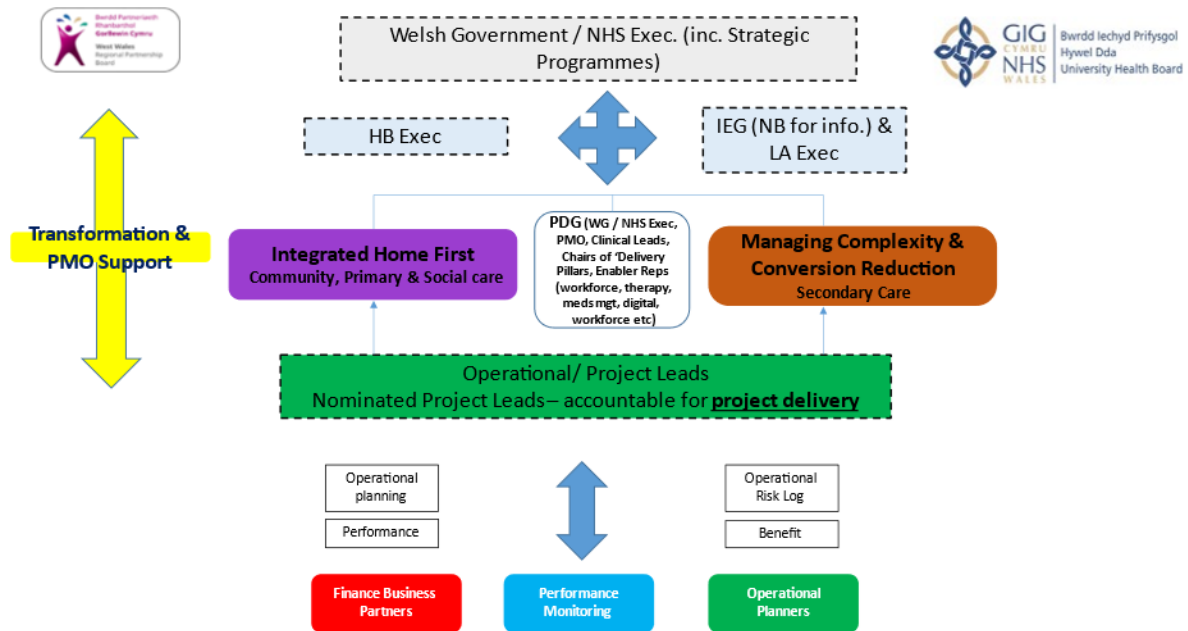 Bwrdd Partneriaeth
Rhanbarthol
Gorllewin Cymru
West Wales
Regional Partnership
Board
Welsh Government / NHS Exec. (inc. Strategic
Programmes)
GIG
CYMRU
NHS
WALES
Bwrdd Iechyd Prifysgol
Hywel Dda
University Health Board
HB Exec
IEG (NB for info.) &
LA Exec
Transformation &
PMO Support
Integrated Home First
Community, Primary & Social care
PDG (WG / NHS Exec,
PMO, Clinical Leads,
Chairs of ‘Delivery
Pillars, Enabler Reps
(workforce, therapy,
meds mgt, digital,
workforce etc)
Managing Complexity &
Conversion Reduction
Secondary Care
Operational/ Project Leads
Nominated Project Leads – accountable for project delivery
Operational
planning
Performance
Operational
Risk Log
Benefit
Finance Business
Partners
Performance
Monitoring
Operational
Planners